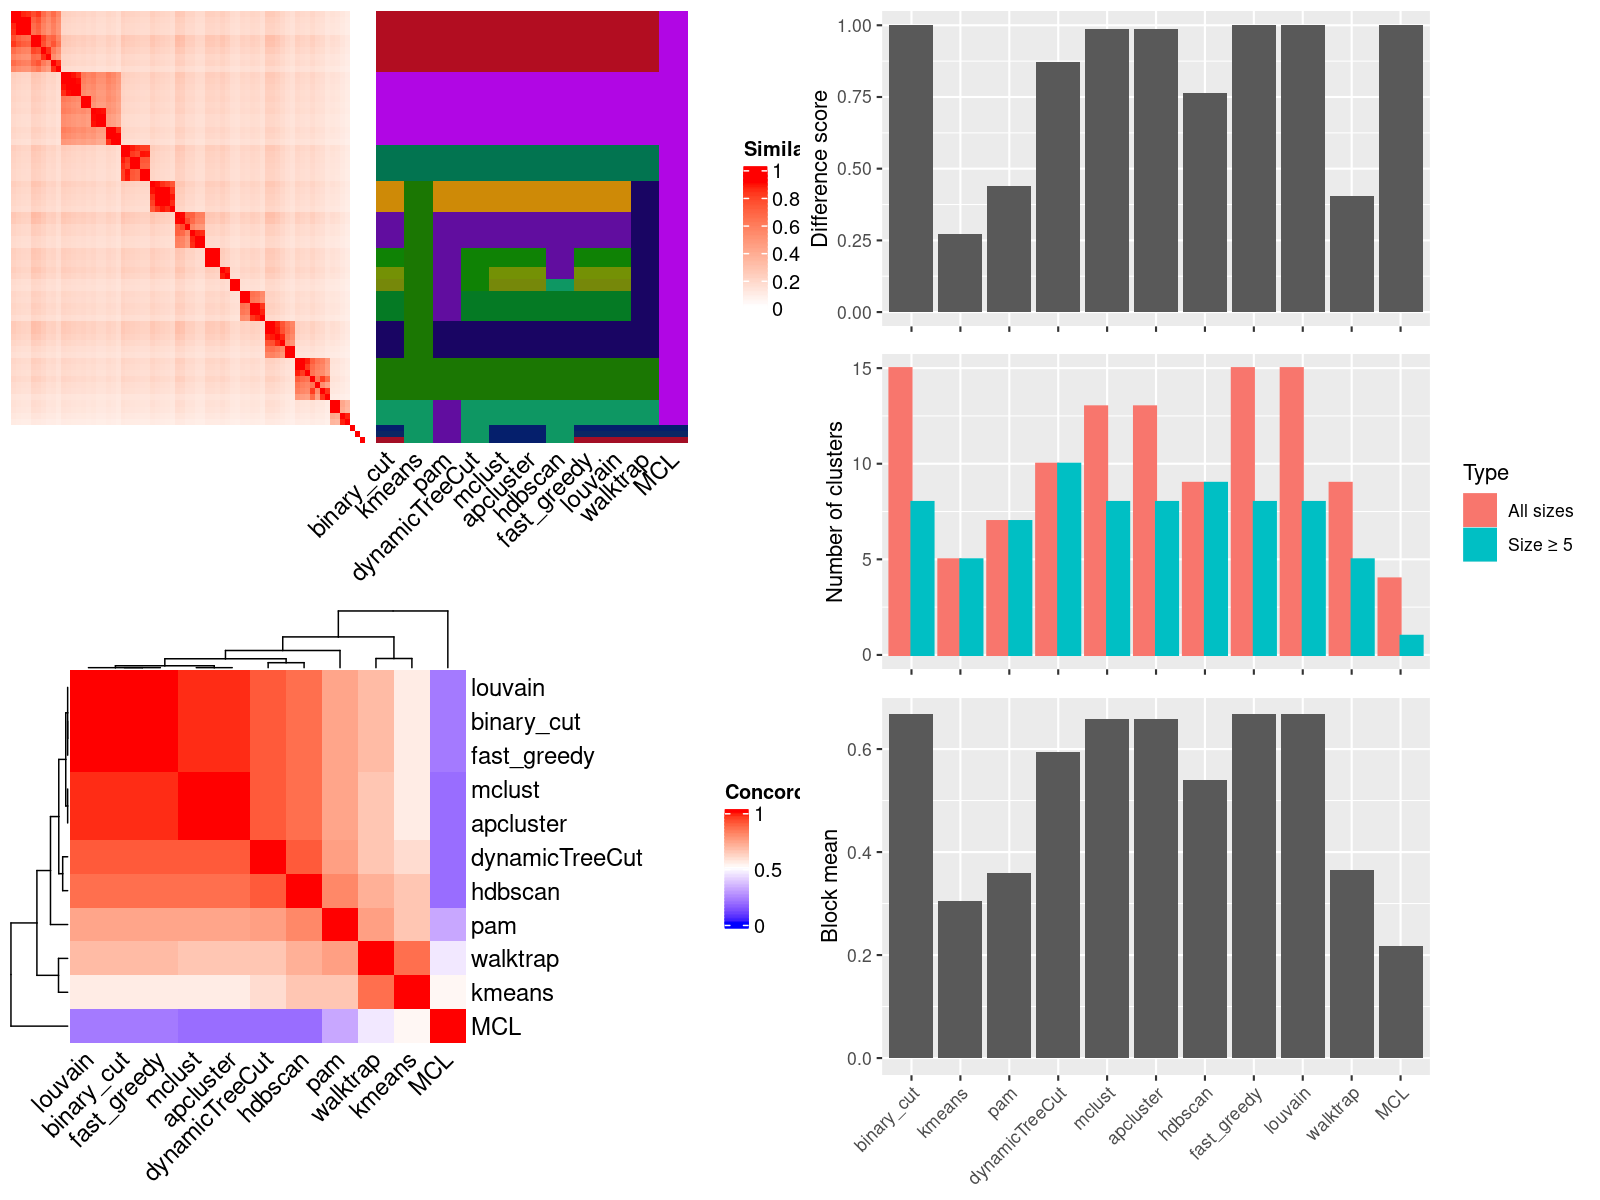 Simila
1
0.8
0.6
0.4
0.2
0
binary_cut
kmeans
pam
dynamicTreeCut
mclust
apcluster
hdbscan
fast_greedy
louvain
walktrap
MCL
louvain
binary_cut
fast_greedy
mclust
apcluster
dynamicTreeCut
hdbscan
pam
walktrap
kmeans
MCL
Concord
1
0.5
0
louvain
binary_cut
fast_greedy
mclust
apcluster
dynamicTreeCut
hdbscan
pam
walktrap
kmeans
MCL
Difference score
1.00
0.75
0.50
0.25
0.00
Number of clusters
15
10
5
0
Type
All sizes
Size ≥ 5
Block mean
0.6
0.4
0.2
0.0
binary_cut
kmeans
pam
dynamicTreeCut
mclust
apcluster
hdbscan
fast_greedy
louvain
walktrap
MCL